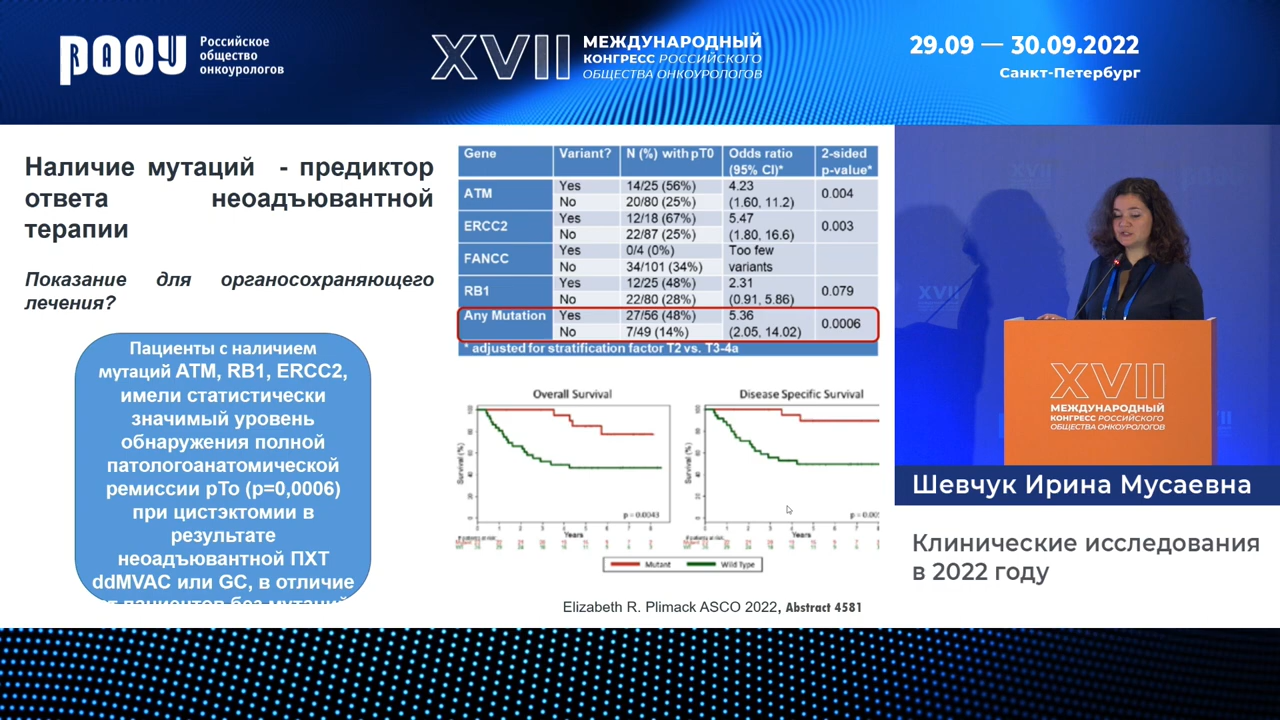 РАОУ
Российское
общество
онкоурологов
XVII
МЕЖДУНАРОДНЫЙ
КОНГРЕСС РОССИЙСКОГО
ОБЩЕСТВА ОНКОУРОЛОГОВ
29.09 — 30.09.2022
Санкт-Петербург
Наличие мутаций - предиктор
ответа неоадъювантной
терапии
Показание для органосохраняющего
лечения?
Пациенты с наличием
мутаций ATM, RB1, ERCC2,
имели статистически
значимый уровень
обнаружения полной
патологоанатомической
ремиссии pTo (p=0,0006)
при цистэктомии в
результате
неоадъювантной ПХТ
ddMVAC или GC, в отличие
от пациентов без мутаций
Gene Variant? N (%) with pT0 Odds ratio (95% CI)* 2-sided p-value*
ATM Yes 14/25 (56%) 4.23 (1.60, 11.2) 0.004
No 20/80 (25%)
ERCC2 Yes 12/18 (67%) 5.47 (1.80, 16.6) 0.003
No 22/87 (25%)
FANCC Yes 0/4 (0%) Too few variants
No 34/101 (34%)
RB1 Yes 12/25 (48%) 2.31 (0.91, 5.86) 0.079
No 22/80 (28%)
Any Mutation Yes 27/56 (48%) 5.36 (2.05, 14.02) 0.0006
No 7/49 (14%)
* adjusted for stratification factor T2 vs. T3-4a
Overall Survival
Survival (%)
p = 0.0043
Years
Disease Specific Survival
Survival (%)
Years
Mutant Wild Type
Elizabeth R. Plimack ASCO 2022, Abstract 4581
XVII
МЕЖДУНАРОДНЫЙ
КОНГРЕСС РОССИЙСКОГО
ОБЩЕСТВА ОНКОУРОЛОГОВ
Шевчук Ирина Мусаевна
Клинические исследования
в 2022 году